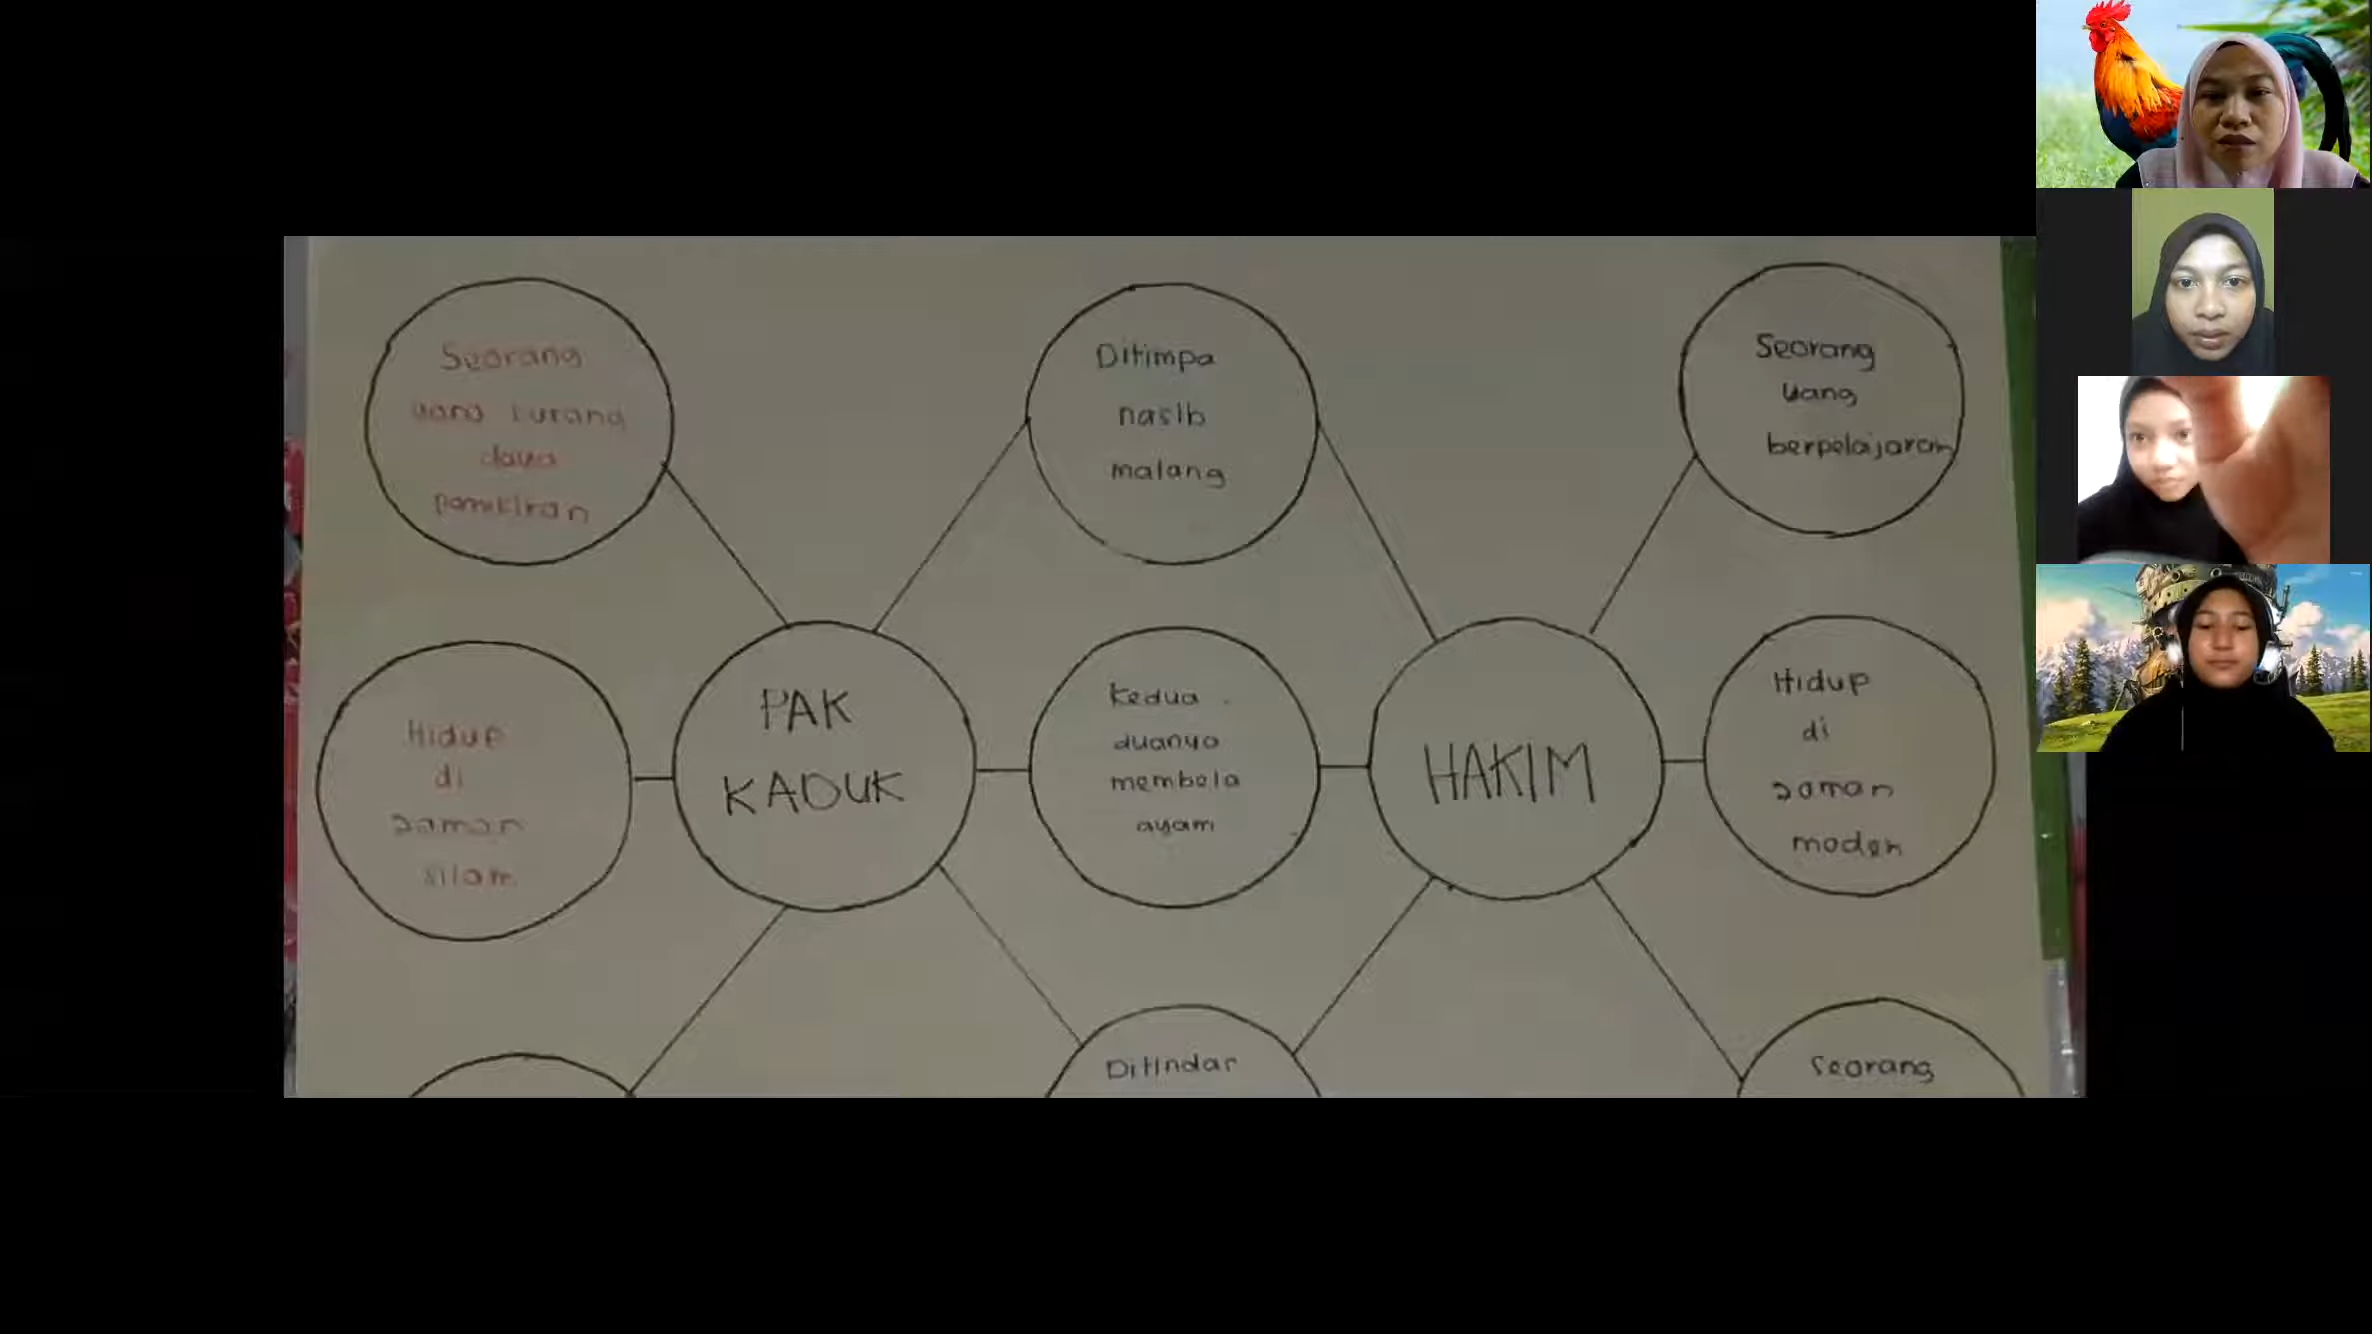 Seorang
yang kurang
daya
pemikiran
Ditimpa
nasib
malang
Seorang
yang
berpelajaran
Hidup
di
zaman
silam
PAK
KADUK
Kedua
duanya
membela
ayam
HAKIM
Hidup
di
zaman
moden
Ditindas
Seorang